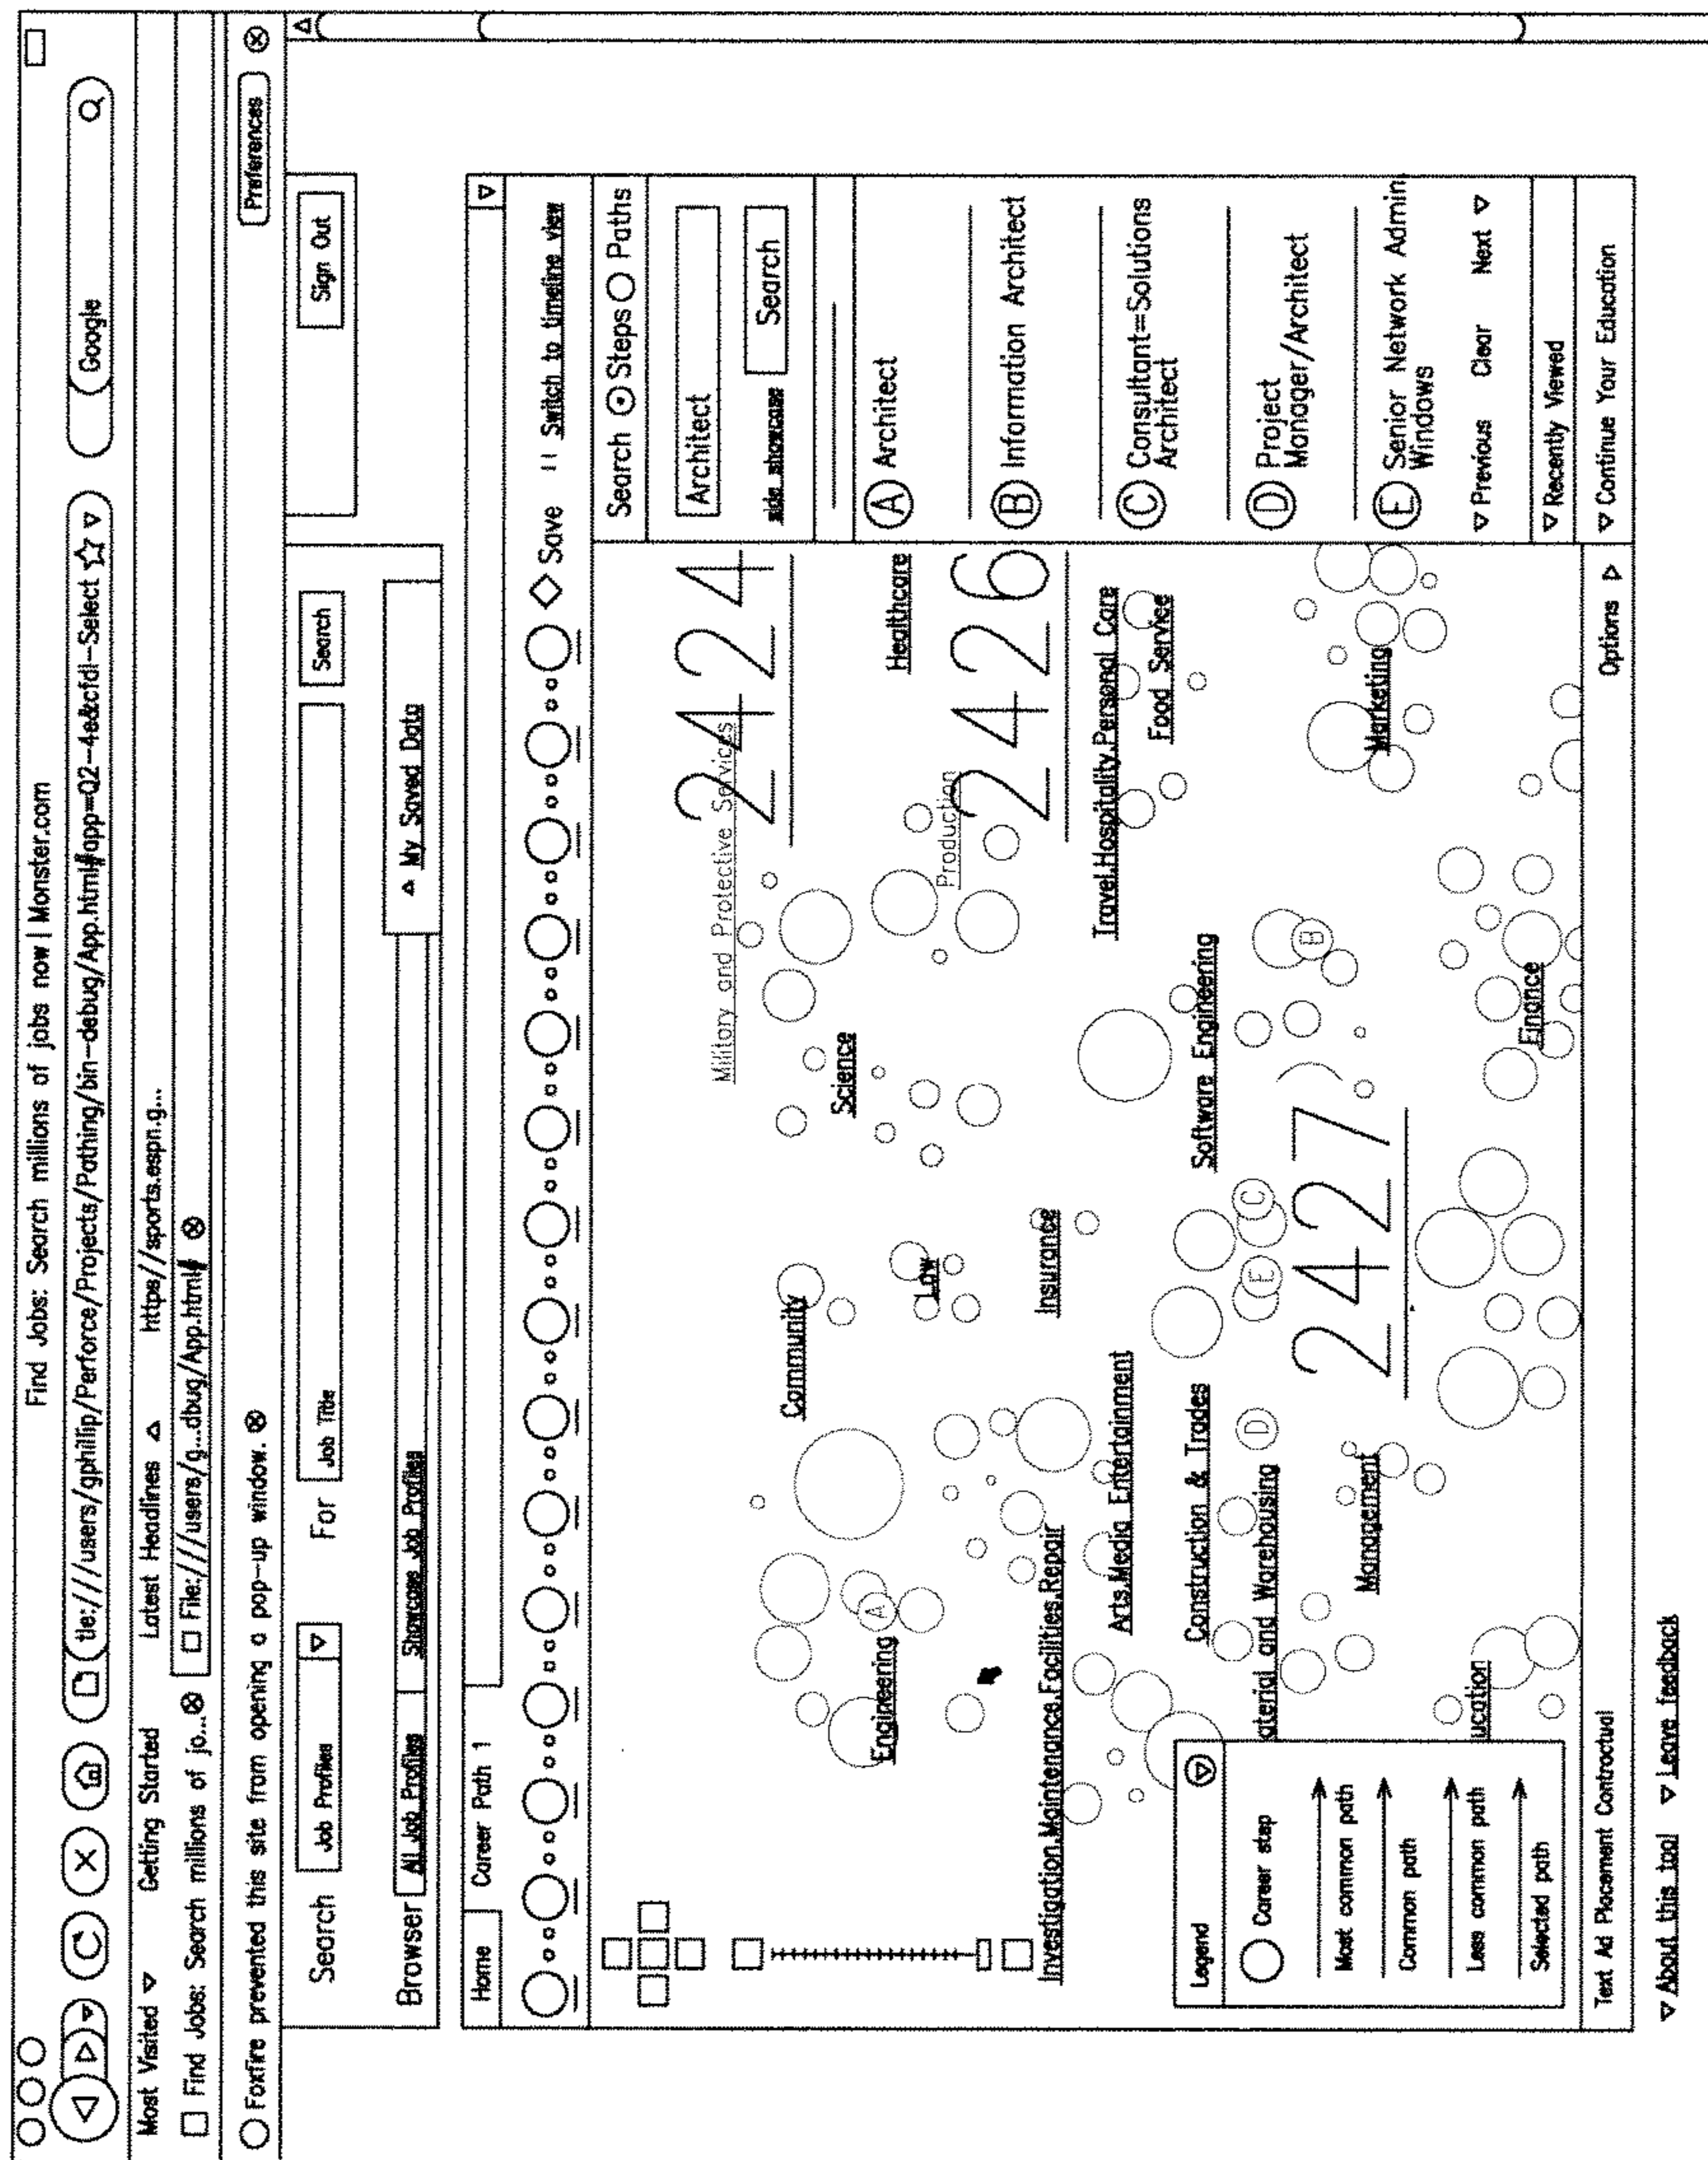 Find Jobs: Search millions of jobs now | Monster.com
tie:///users/gphillip/Perforce/Projects/Pathing/bin-debug/App.html#app=Q2-4e&cfdl-Select
Google
Most Visited
Getting Started
Latest Headlines
https//sports.espn.g...
Find Jobs: Search millions of jo...
File:///users/g...dbug/App.html#
Foxfire prevented this site from opening a pop-up window.
Preferences
Search
Job Profiles
For
Job Title
Search
Sign Out
Browser
All Job Profiles
Showcase Job Profiles
My Saved Data
Home
Career Path 1
Save
II
Switch to timeline view
Search
Steps
Paths
Architect
side showcase
Search
A Architect
B Information Architect
C Consultant=Solutions
Architect
D Project
Manager/Architect
E Senior Network Admin
Windows
Previous
Clear
Next
Recently Viewed
Continue Your Education
2424
Military and Protective Services
Healthcare
Science
Production
2426
Community
Law
Engineering
A
Insurance
Investigation.Maintenance.Facilities.Repair
Travel.Hospitality.Personal Care
Food Service
Arts.Media Entertainment
Construction & Trades
Software Engineering
aterial and Warehousing
D
E
C
B
2427
Management
Marketing
ucation
Finance
Legend
Career step
Most common path
Common path
Less common path
Selected path
Text Ad Placement Controctual
Options
About this tool
Leave feedback